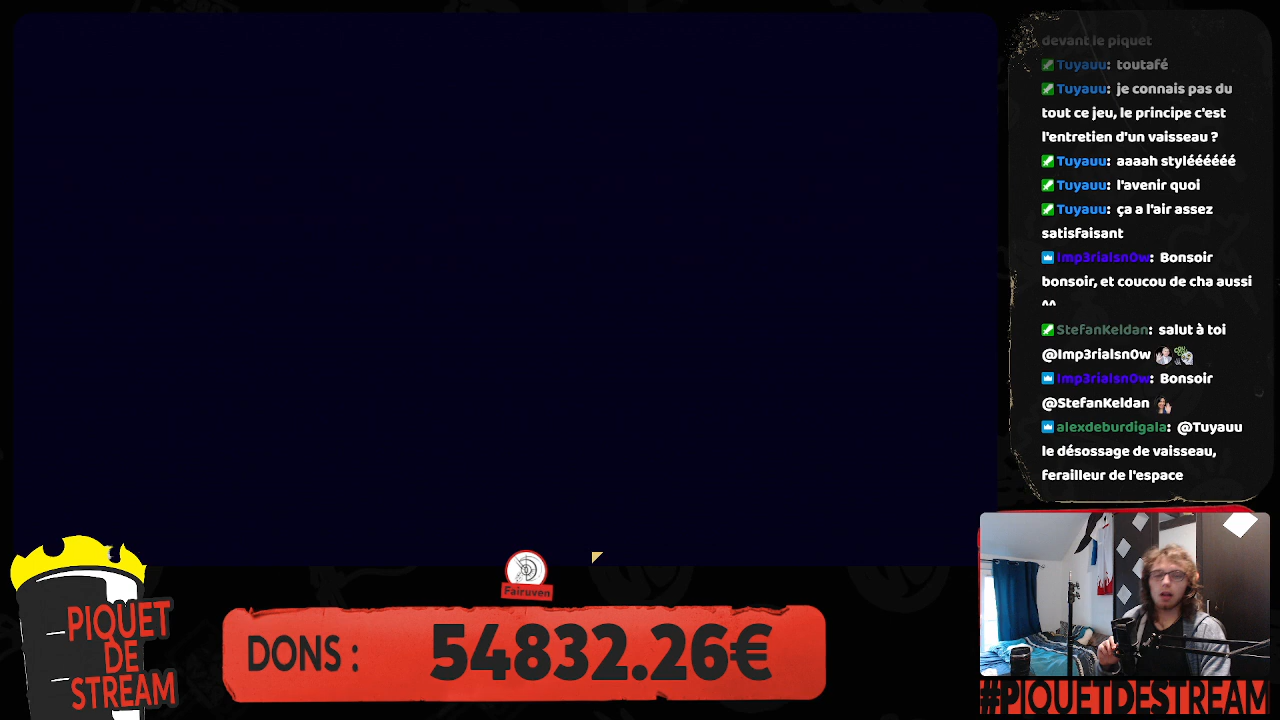 devant le piquet
Tuyauu: toutafé
Tuyauu: je connais pas du
tout ce jeu, le principe c'est
l'entretien d'un vaisseau ?
Tuyauu: aaaah styléééééé
Tuyauu: l'avenir quoi
Tuyauu: ça a l'air assez
satisfaisant
Imp3rialsn0w: Bonsoir
bonsoir, et coucou de cha aussi
^^
StefanKeldan: salut à toi
@Imp3rialsn0w
Imp3rialsn0w: Bonsoir
@StefanKeldan
alexdeburdigala: @Tuyauu
le désossage de vaisseau,
ferailleur de l'espace
Fairuven
PIQUET
DE
STREAM
DONS : 54832.26€
#PIQUETDESTREAM